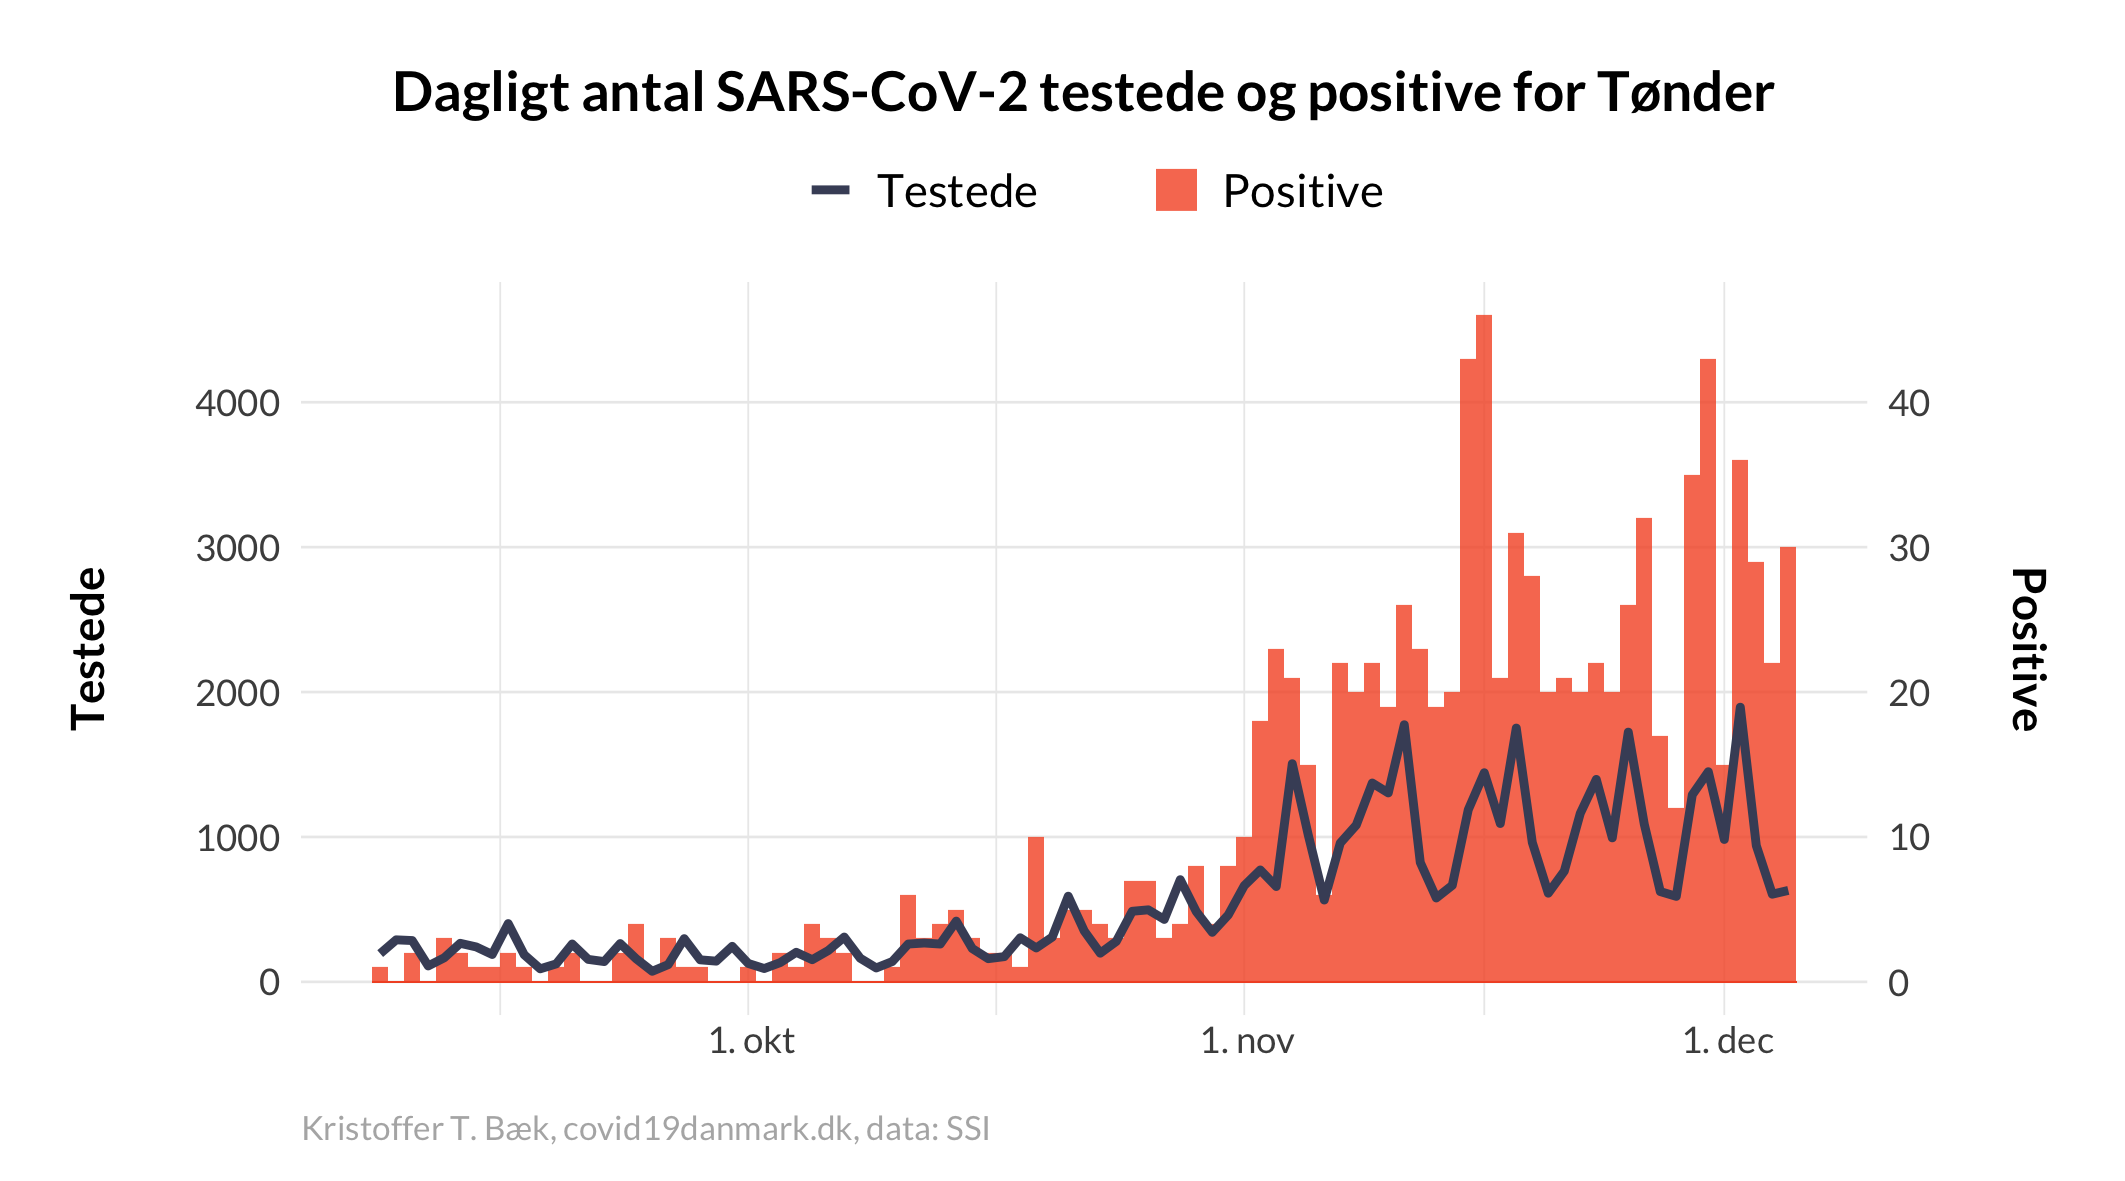 Dagligt antal SARS-CoV-2 testede og positive for Tønder
Testede
Positive
4000
3000
2000
1000
0
Testede
40
30
20
10
0
Positive
1. okt
1. nov
1. dec
Kristoffer T. Bæk, covid19danmark.dk, data: SSI